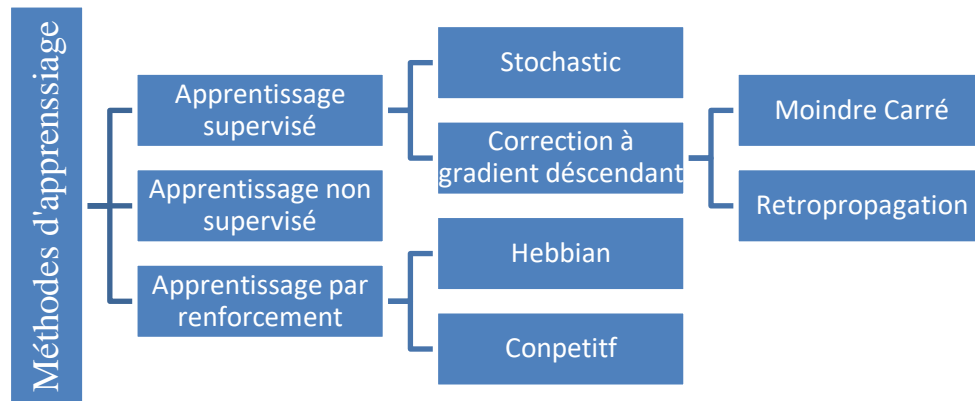 Méthodes d'apprenssiage
Apprentissage
supervisé
Apprentissage non
supervisé
Apprentissage par
renforcement
Stochastic
Correction à
gradient déscendant
Hebbian
Conpetitf
Moindre Carré
Retropropagation